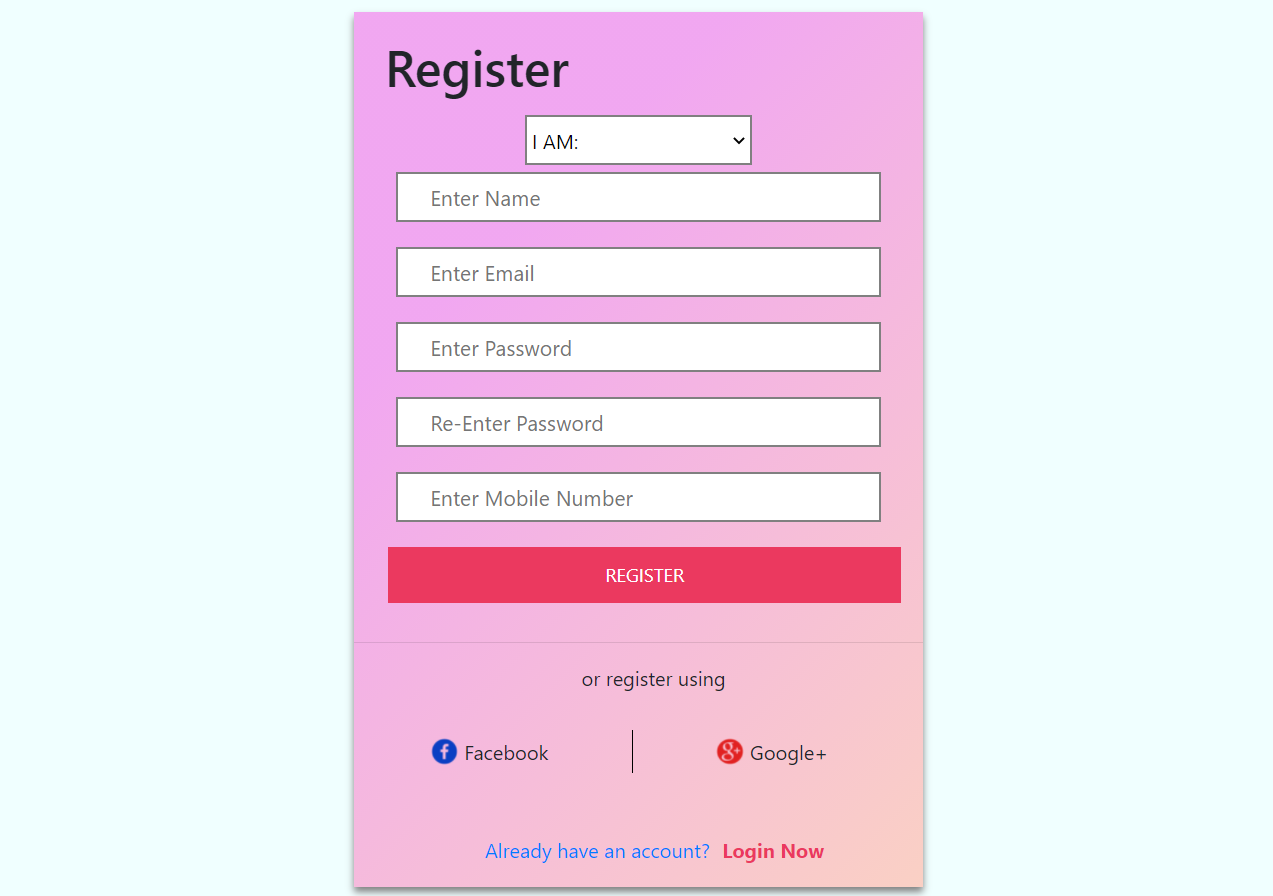 Register
I AM:
Enter Name
Enter Email
Enter Password
Re-Enter Password
Enter Mobile Number
REGISTER
or register using
Facebook
Google+
Already have an account? Login Now